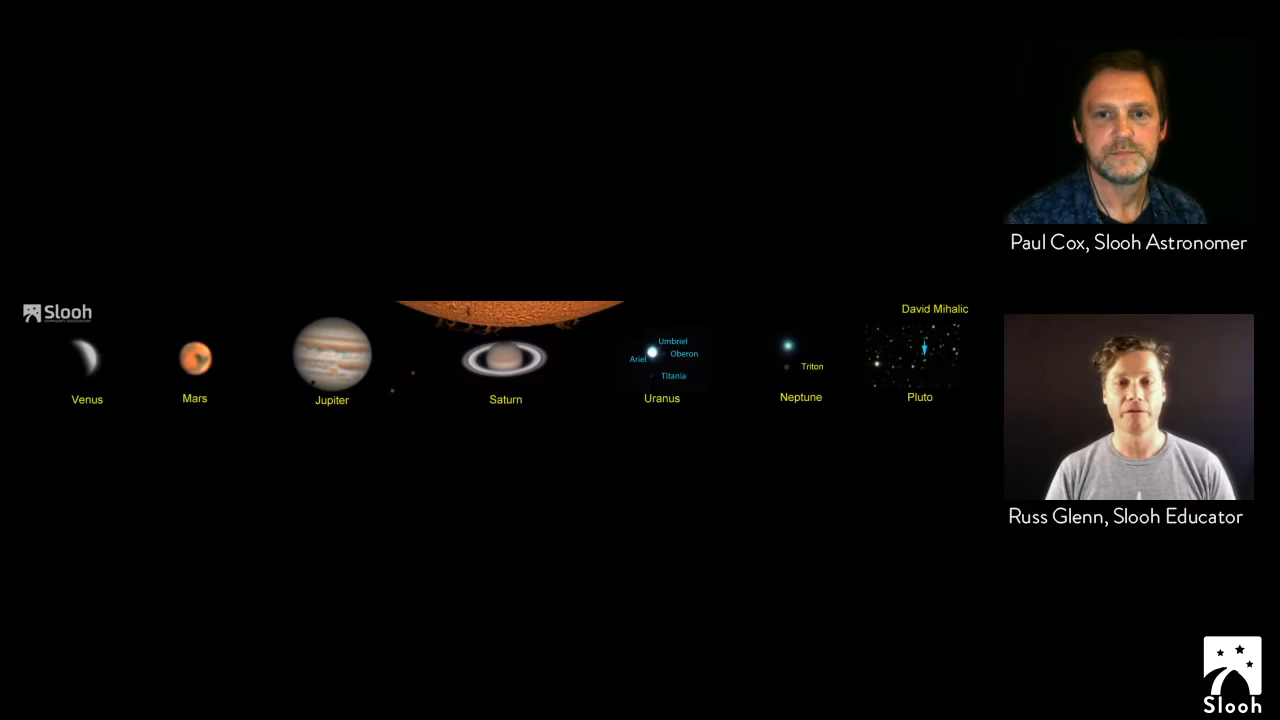 Slooh
David Mihalic
Umbriel
Ariel
Oberon
Titania
Triton
Venus
Mars
Jupiter
Saturn
Uranus
Neptune
Pluto
Paul Cox, Slooh Astronomer
Russ Glenn, Slooh Educator
Slooh